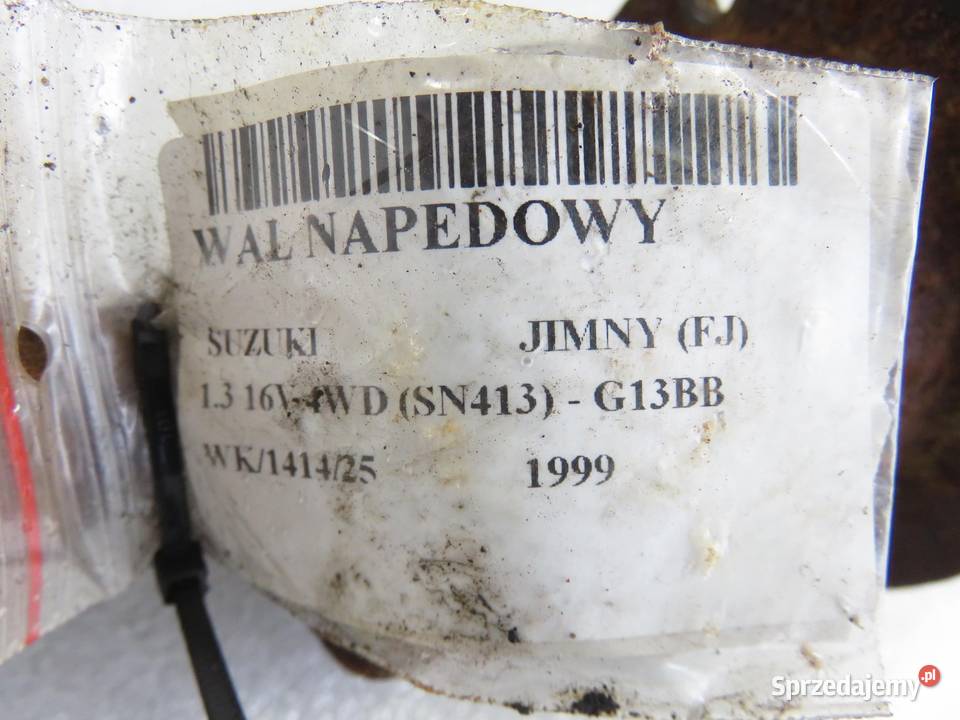 WAL NAPEDOWY
SUZUKI JIMNY (FJ)
1.3 16V 4WD (SN413) - G13BB
WK/1414/25 1999
Sprzedajemy.pl